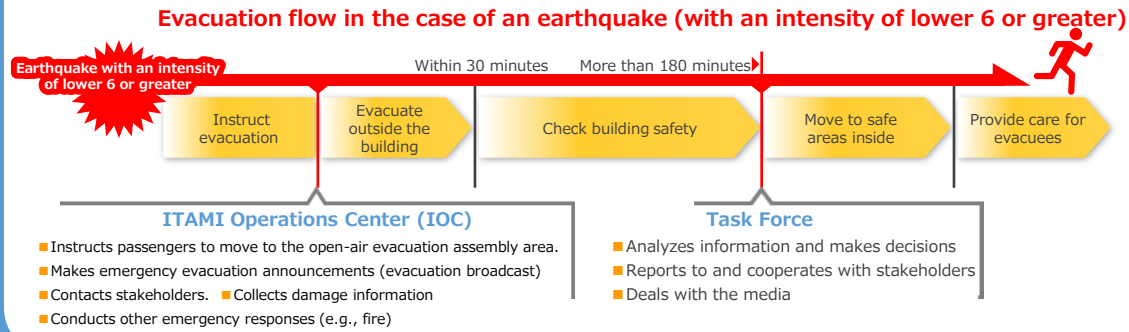 Evacuation flow in the case of an earthquake (with an intensity of lower 6 or greater)
Earthquake with an intensity
of lower 6 or greater
Within 30 minutes
More than 180 minutes
Instruct
evacuation
Evacuate
outside the
building
Check building safety
Move to safe
areas inside
Provide care for
evacuees
ITAMI Operations Center (IOC)
■Instructs passengers to move to the open-air evacuation assembly area.
■Makes emergency evacuation announcements (evacuation broadcast)
■Contacts stakeholders. ■Collects damage information
■Conducts other emergency responses (e.g., fire)
Task Force
■Analyzes information and makes decisions
■Reports to and cooperates with stakeholders
■Deals with the media